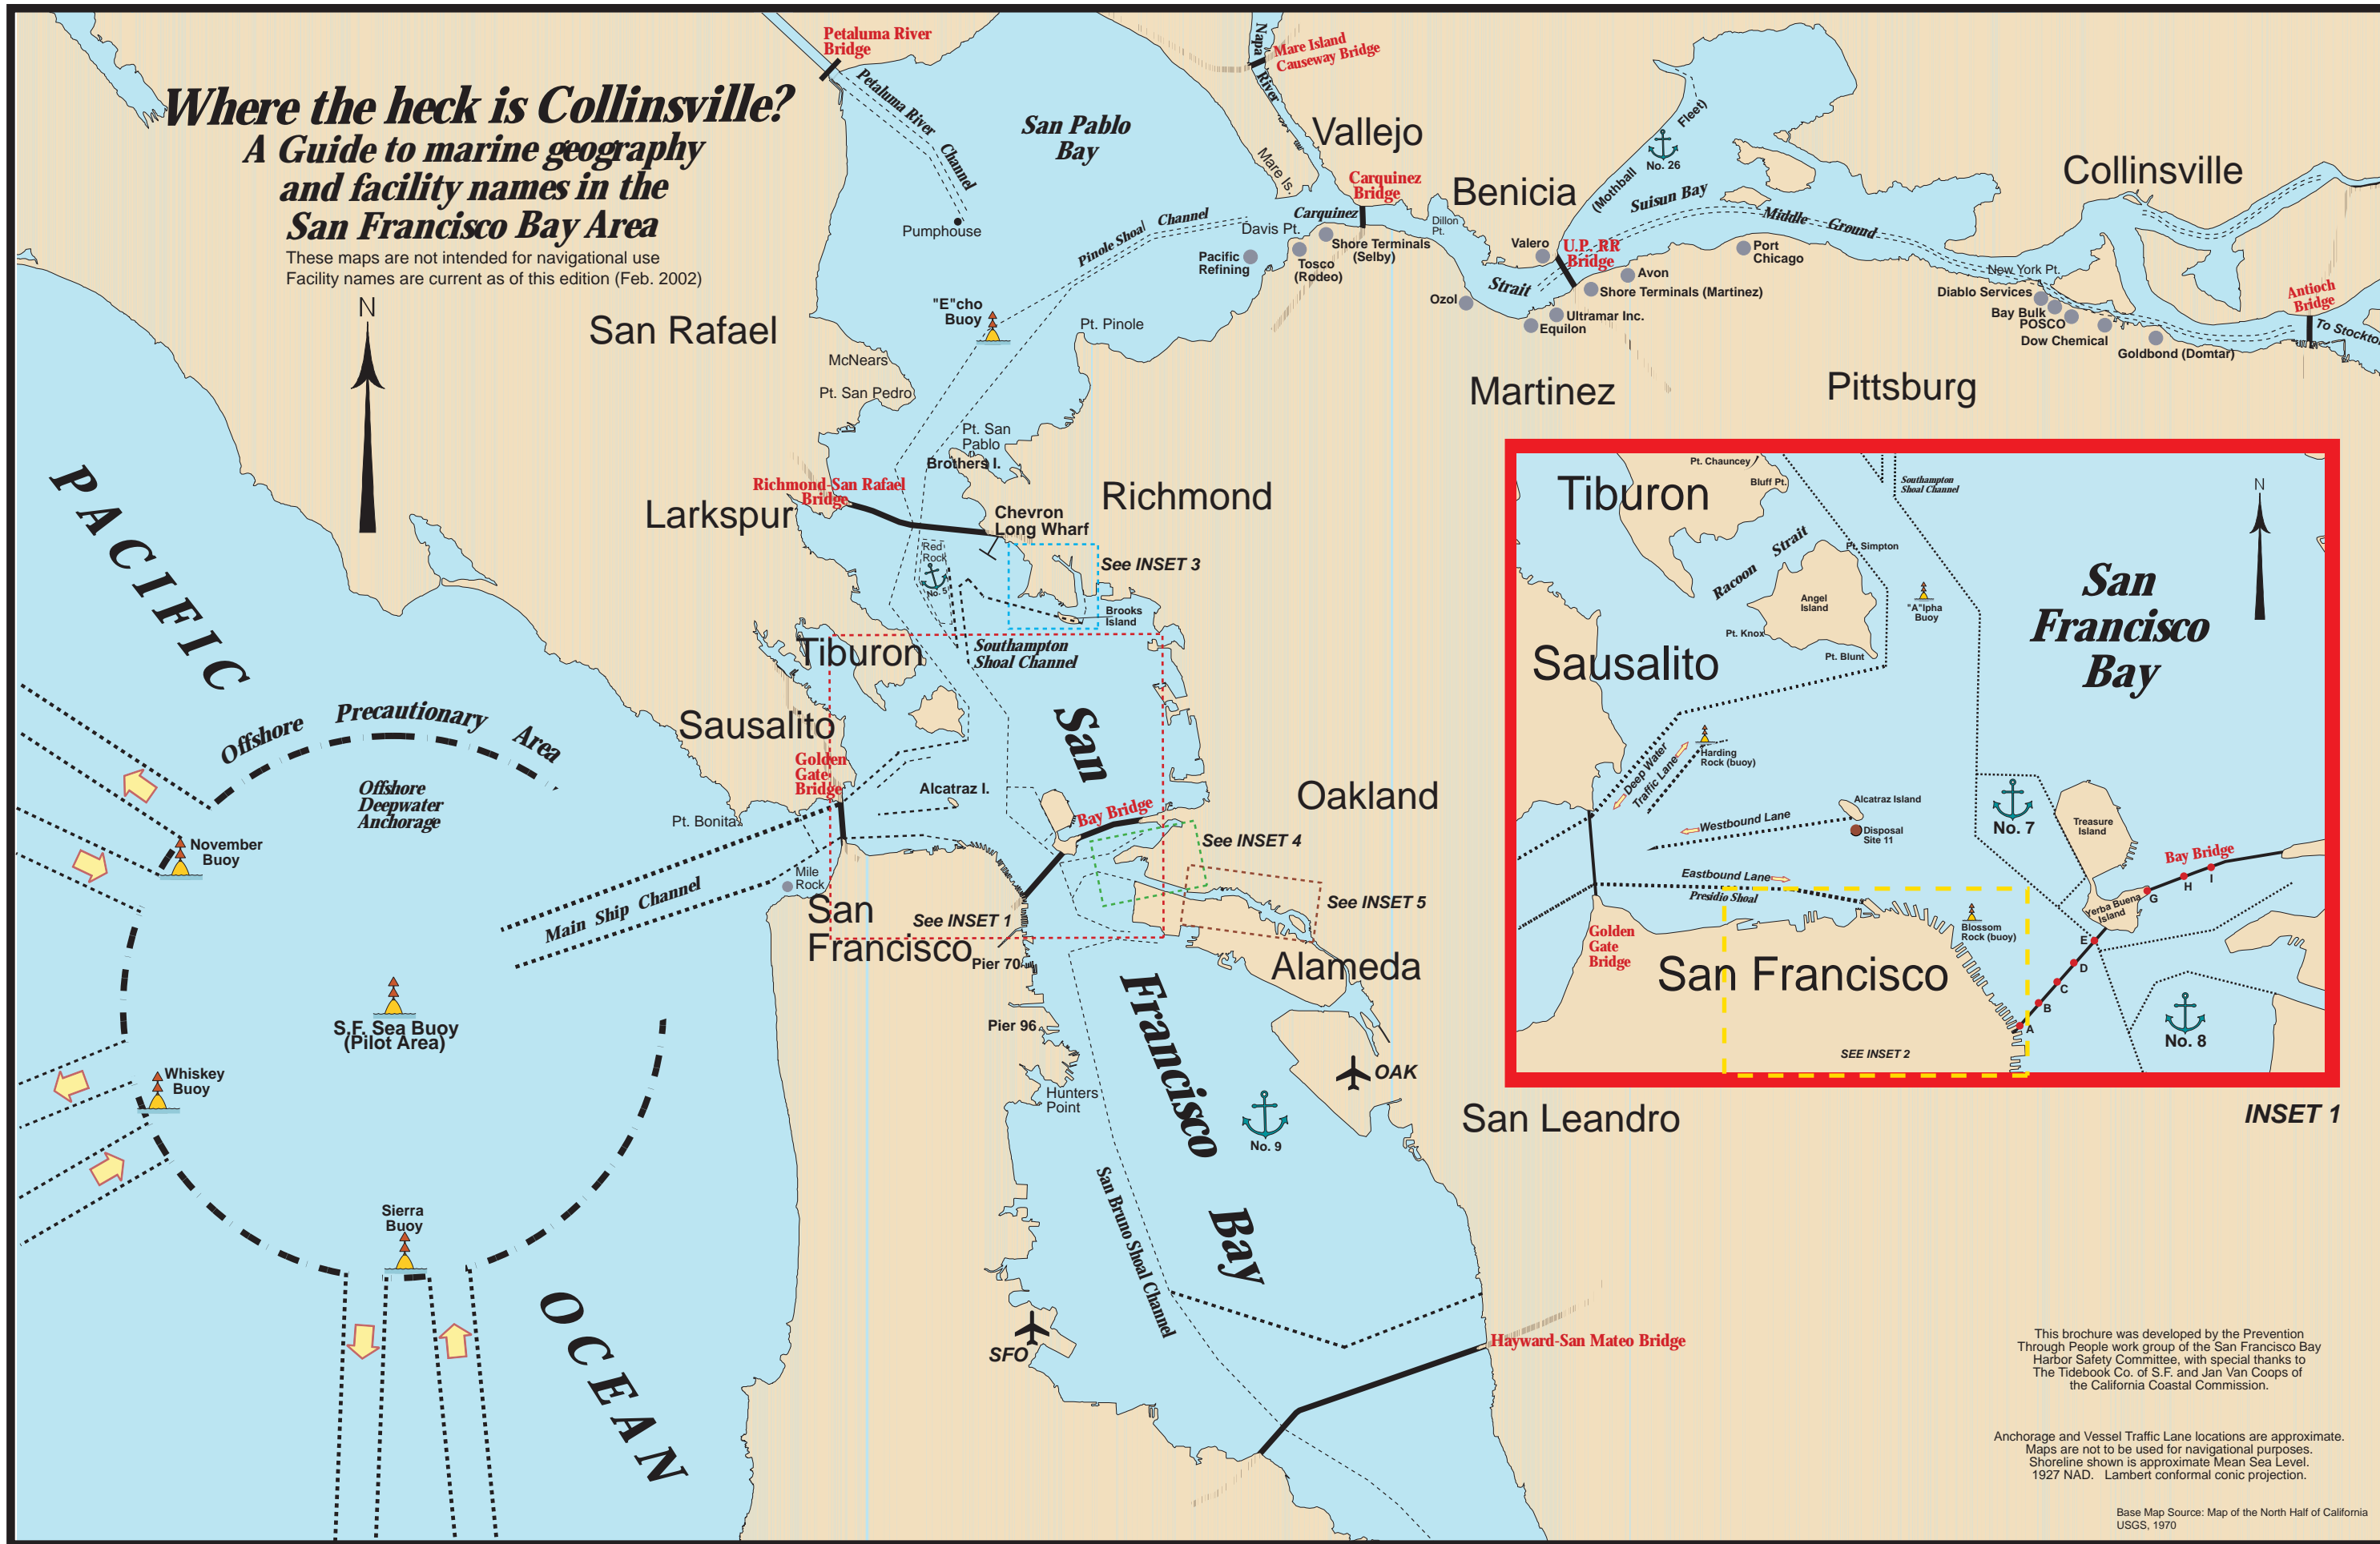 Where the heck is Collinsville?
A Guide to marine geography
and facility names in the
San Francisco Bay Area
These maps are not intended for navigational use
Facility names are current as of this edition (Feb. 2002)
N
Petaluma River
Bridge
Petaluma River Channel
Pumphouse
San Pablo
Bay
Napa River
Mare Island
Causeway Bridge
Mare Is.
Vallejo
Carquinez
Bridge
Carquinez
Strait
Pinole Shoal Channel
Davis Pt.
Pacific
Refining
Tosco
(Rodeo)
Shore Terminals
(Selby)
Dillon
Pt.
Benicia
Valero
U.P. RR
Bridge
Ozol
Equilon
Ultramar Inc.
Shore Terminals (Martinez)
Avon
(Mothball Fleet)
No. 26
Suisun Bay
Middle Ground
Port
Chicago
Collinsville
New York Pt.
Diablo Services
Bay Bulk
POSCO
Dow Chemical
Goldbond (Domtar)
Antioch
Bridge
To Stockton
Martinez
Pittsburg
"E"cho
Buoy
San Rafael
Pt. Pinole
McNears
Pt. San Pedro
Pt. San
Pablo
Brothers I.
Richmond-San Rafael
Bridge
Larkspur
Richmond
Chevron
Long Wharf
Red
Rock
No. 5
See INSET 3
Brooks
Island
Tiburon
Southampton
Shoal Channel
Sausalito
Golden
Gate
Bridge
Alcatraz I.
Bay Bridge
Oakland
See INSET 4
See INSET 5
See INSET 1
Pt. Bonita
Mile
Rock
San
Francisco
Pier 70
Alameda
Pier 96
Hunters
Point
OAK
No. 9
San Leandro
San
Francisco
Bay
San Bruno Shoal Channel
SFO
Hayward-San Mateo Bridge
PACIFIC
OCEAN
Offshore Precautionary Area
Offshore
Deepwater
Anchorage
November
Buoy
Main Ship Channel
S.F. Sea Buoy
(Pilot Area)
Whiskey
Buoy
Sierra
Buoy
Pt. Chauncey
Bluff Pt.
Tiburon
Southampton
Shoal Channel
N
Racoon Strait
Pt. Simpton
Angel
Island
"A"lpha
Buoy
Pt. Knox
Pt. Blunt
San
Francisco
Bay
Sausalito
Deep Water
Traffic Lane
Harding
Rock (buoy)
Westbound Lane
Alcatraz Island
Disposal
Site 11
No. 7
Treasure
Island
Bay Bridge
Eastbound Lane
Presidio Shoal
Golden
Gate
Bridge
San Francisco
Blossom
Rock (buoy)
Yerba Buena
Island
I
H
G
E
D
C
B
A
No. 8
SEE INSET 2
INSET 1
This brochure was developed by the Prevention
Through People work group of the San Francisco Bay
Harbor Safety Committee, with special thanks to
The Tidebook Co. of S.F. and Jan Van Coops of
the California Coastal Commission.
Anchorage and Vessel Traffic Lane locations are approximate.
Maps are not to be used for navigational purposes.
Shoreline shown is approximate Mean Sea Level.
1927 NAD. Lambert conformal conic projection.
Base Map Source: Map of the North Half of California
USGS, 1970